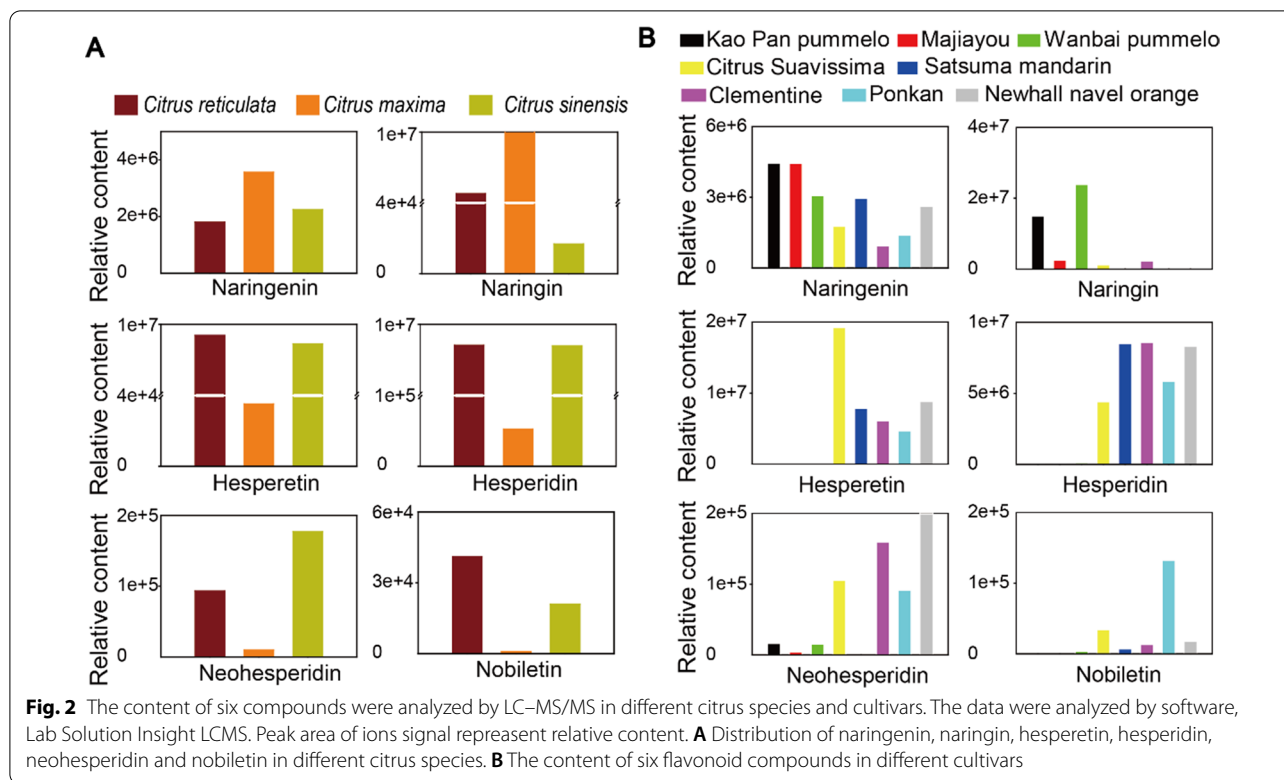 A
Citrus reticulata Citrus maxima Citrus sinensis
Relative content
4e+6
2e+6
0
Naringenin
1e+7
4e+4
0
Naringin
Relative content
1e+7
4e+4
0
Hesperetin
1e+7
1e+5
0
Hesperidin
Relative content
2e+5
1e+5
0
Neohesperidin
6e+4
3e+4
0
Nobiletin
B
Kao Pan pummelo Majiayou Wanbai pummelo
Citrus Suavissima Satsuma mandarin
Clementine Ponkan Newhall navel orange
Relative content
6e+6
3e+6
0
Naringenin
4e+7
2e+7
0
Naringin
Relative content
2e+7
1e+7
0
Hesperetin
1e+7
5e+6
0
Hesperidin
Relative content
2e+5
1e+5
0
Neohesperidin
2e+5
1e+5
0
Nobiletin
Fig. 2 The content of six compounds were analyzed by LC–MS/MS in different citrus species and cultivars. The data were analyzed by software,
Lab Solution Insight LCMS. Peak area of ions signal reprasent relative content. A Distribution of naringenin, naringin, hesperetin, hesperidin,
neohesperidin and nobiletin in different citrus species. B The content of six flavonoid compounds in different cultivars